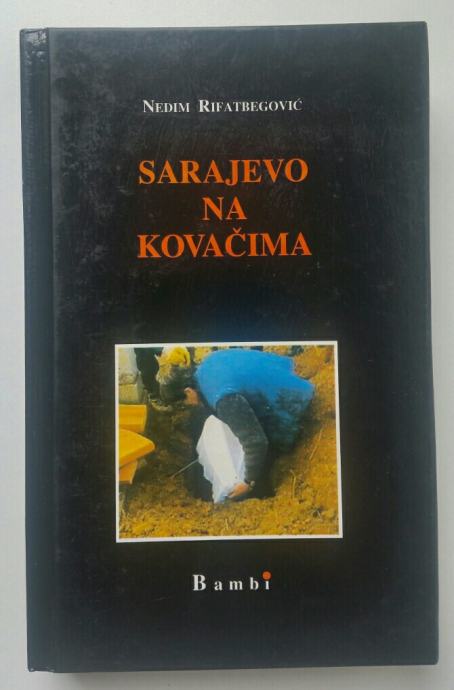 NEDIM RIFATBEGOVIĆ
SARAJEVO
NA
KOVAČIMA
Bambi